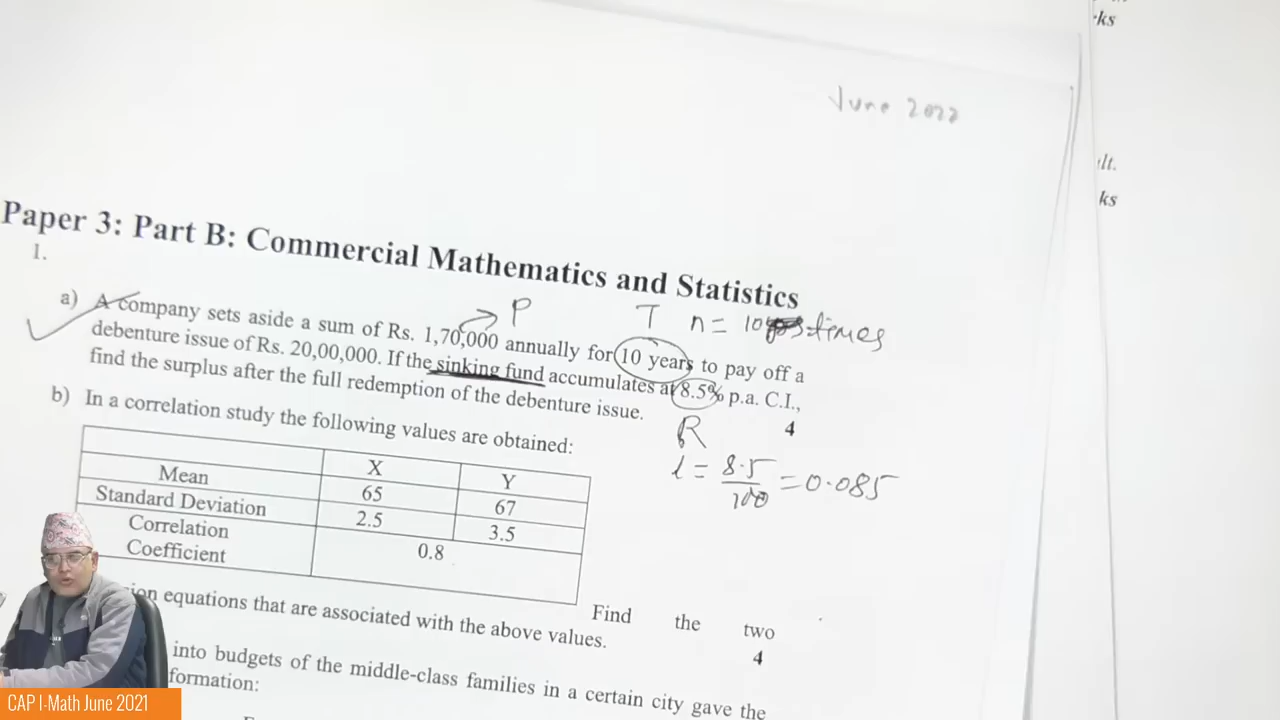 ks
June 2022
lt.
ks
Paper 3: Part B: Commercial Mathematics and Statistics
1.
P
T n = 10 times
a) A company sets aside a sum of Rs. 1,70,000 annually for 10 years to pay off a
debenture issue of Rs. 20,00,000. If the sinking fund accumulates at 8.5% p.a. C.I.,
find the surplus after the full redemption of the debenture issue.
4
R
i = 8.5/100 = 0.085
b) In a correlation study the following values are obtained:
X Y
Mean 65 67
Standard Deviation 2.5 3.5
Correlation
Coefficient 0.8
Find the two
ion equations that are associated with the above values.
4
into budgets of the middle-class families in a certain city gave the
formation:
CAP I-Math June 2021